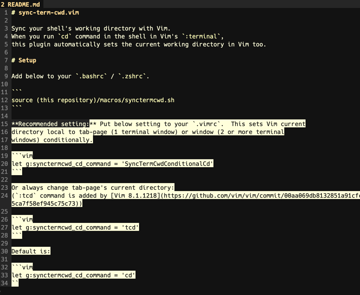 2 README.md
1 # sync-term-cwd.vim
2
3 Sync your shell's working directory with Vim.
4 When you run `cd` command in the shell in Vim's `:terminal`,
5 this plugin automatically sets the current working directory in Vim too.
6
7 # Setup
8
9 Add below to your `.bashrc` / `.zshrc`.
10
11 ```
12 source (this repository)/macros/synctermcwd.sh
13 ```
14
15 **Recommended setting:** Put below setting to your `.vimrc`.  This sets Vim current
16 directory local to tab-page (1 terminal window) or window (2 or more terminal
17 windows) conditionally.
18
19 ```vim
20 let g:synctermcwd_cd_command = 'SyncTermCwdConditionalCd'
21 ```
22
23 Or always change tab-page's current directory:
24 (`:tcd` command is added by [Vim 8.1.1218](https://github.com/vim/vim/commit/00aa069db8132851a91cfc
5ca7f58ef945c75c73))
25
26 ```vim
27 let g:synctermcwd_cd_command = 'tcd'
28 ```
29
30 Default is:
31
32 ```vim
33 let g:synctermcwd_cd_command = 'cd'
34 ``